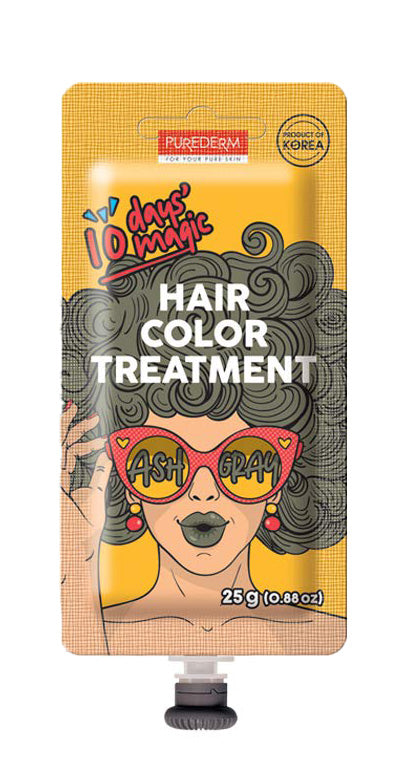 PUREDERM
FOR YOUR PURE SKIN
PRODUCT OF
KOREA
10 days'
magic
HAIR
COLOR
TREATMENT
ASH GRAY
25 g (0.88 oz)